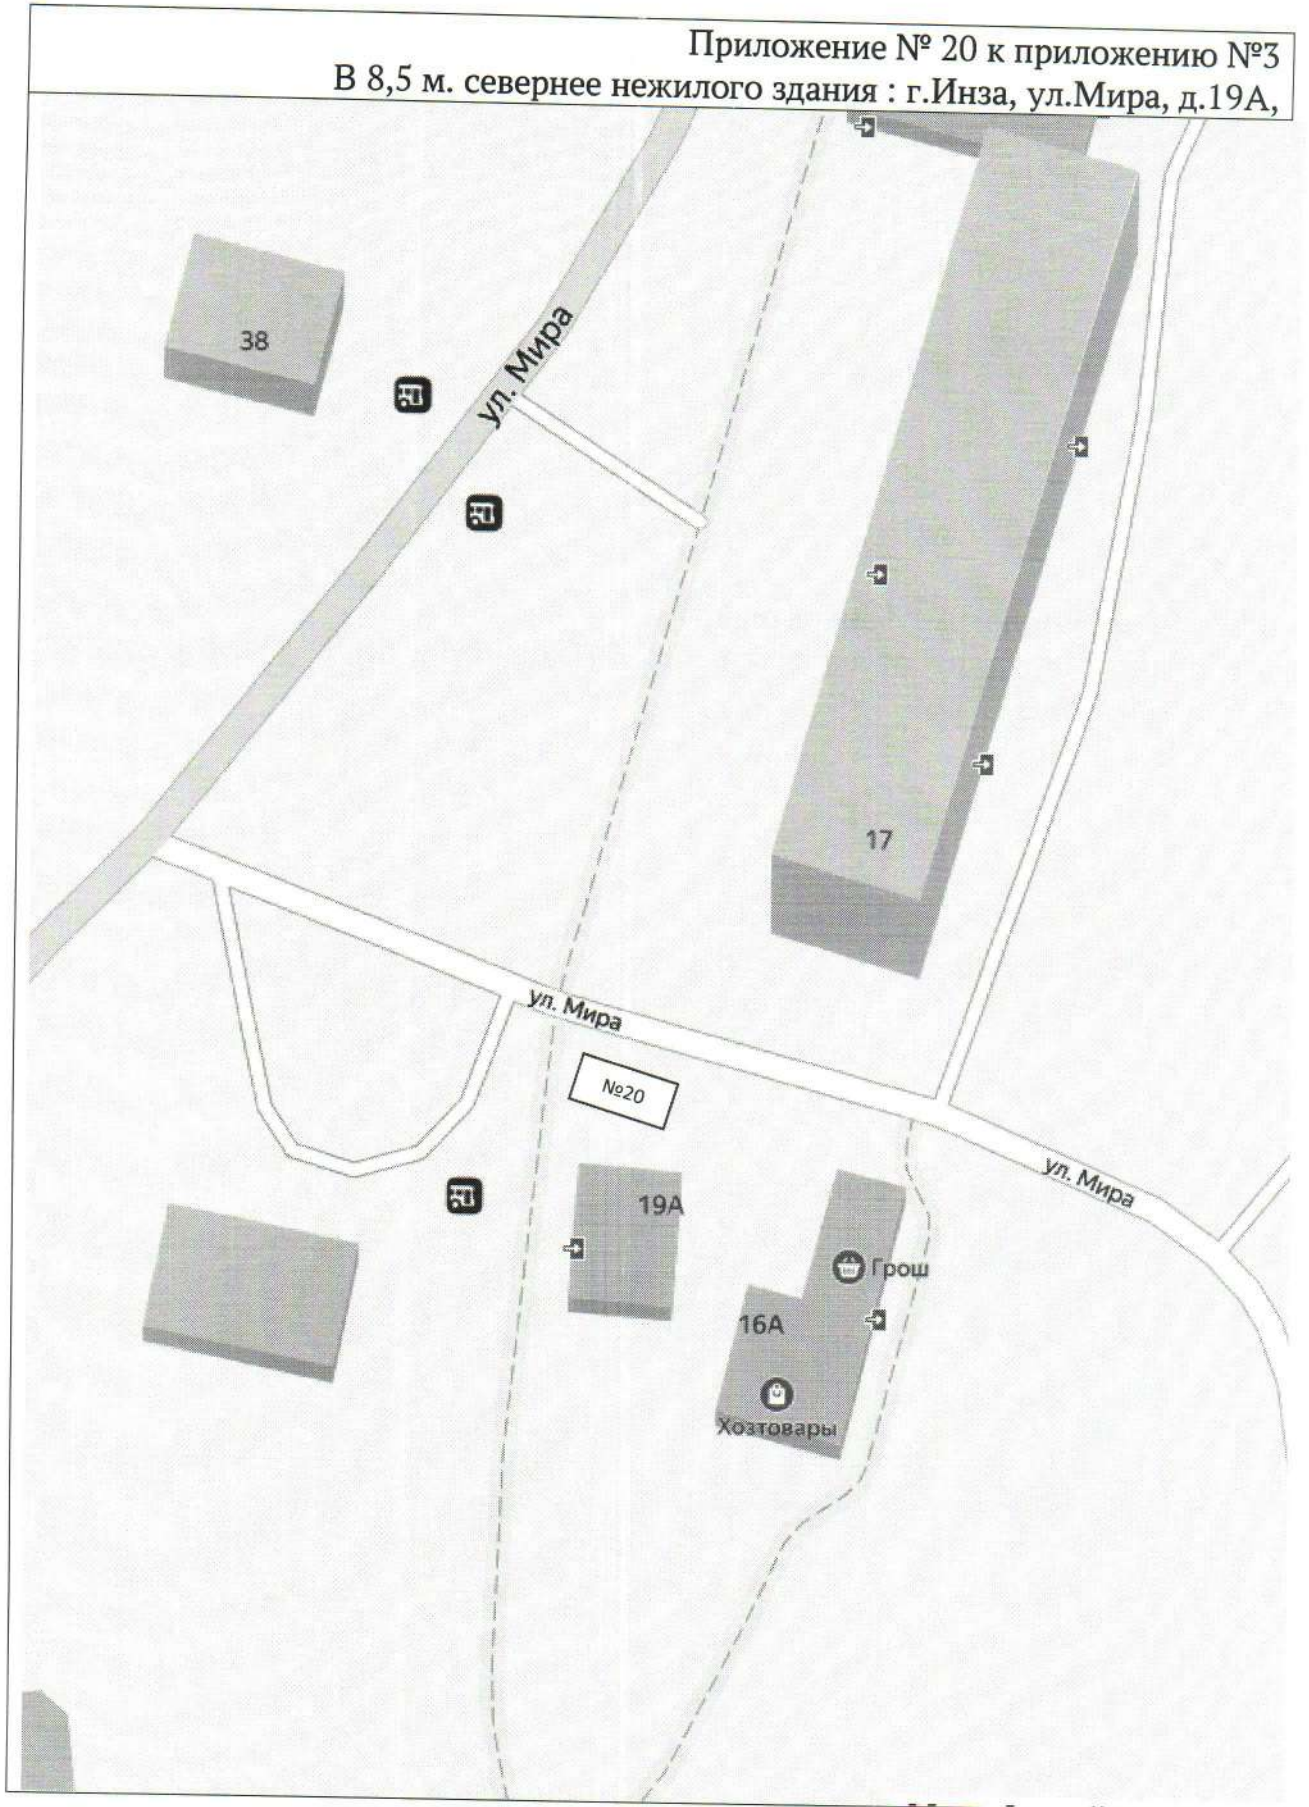 Приложение № 20 к приложению №3
В 8,5 м. севернее нежилого здания : г.Инза, ул.Мира, д.19А,
38
ул. Мира
17
ул. Мира
№20
ул. Мира
19А
Грош
16А
Хозтовары